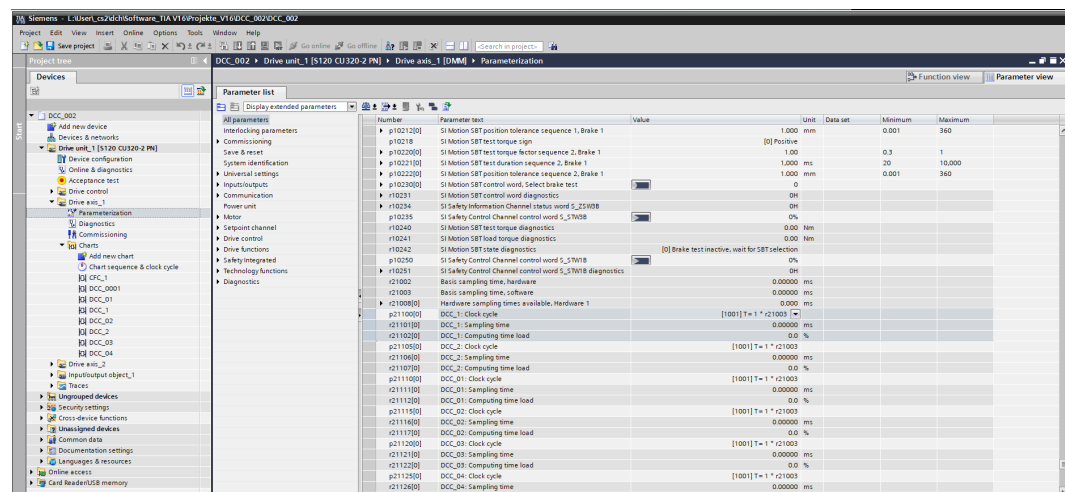 Siemens - L:\User\_cs2\dch\Software_TIA V16\Projekte_V16\DCC_002\DCC_002
Project Edit View Insert Online Options Tools Window Help
Save project Go online Go offline <Search in project>
Project tree
DCC_002 Drive unit_1 [S120 CU320-2 PN] Drive axis_1 [DMM] Parameterization
Devices
Function view Parameter view
Parameter list
Display extended parameters
Start
DCC_002
Add new device
Devices & networks
Drive unit_1 [S120 CU320-2 PN]
Device configuration
Online & diagnostics
Acceptance test
Drive control
Drive axis_1
Parameterization
Diagnostics
Commissioning
Charts
Add new chart
Chart sequence & clock cycle
CFC_1
DCC_0001
DCC_01
DCC_1
DCC_02
DCC_2
DCC_03
DCC_04
Drive axis_2
Input/output object_1
Traces
Ungrouped devices
Security settings
Cross-device functions
Unassigned devices
Common data
Documentation settings
Languages & resources
Online access
Card Reader/USB memory
All parameters
Interlocking parameters
Commissioning
Save & reset
System identification
Universal settings
Inputs/outputs
Communication
Power unit
Motor
Setpoint channel
Drive control
Drive functions
Safety Integrated
Technology functions
Diagnostics
Number Parameter text Value Unit Data set Minimum Maximum
p10212[0] SI Motion SBT position tolerance sequence 1, Brake 1 1.000 mm 0.001 360
p10218 SI Motion SBT test torque sign [0] Positive
p10220[0] SI Motion SBT test torque factor sequence 2, Brake 1 1.00 0.3 1
p10221[0] SI Motion SBT test duration sequence 2, Brake 1 1,000 ms 20 10,000
p10222[0] SI Motion SBT position tolerance sequence 2, Brake 1 1.000 mm 0.001 360
p10230[0] SI Motion SBT control word, Select brake test 0
r10231 SI Motion SBT control word diagnostics 0H
r10234 SI Safety Information Channel status word S_ZSW3B 0H
p10235 SI Safety Control Channel control word S_STW3B 0%
r10240 SI Motion SBT test torque diagnostics 0.00 Nm
r10241 SI Motion SBT load torque diagnostics 0.00 Nm
r10242 SI Motion SBT state diagnostics [0] Brake test inactive, wait for SBT selection
p10250 SI Safety Control Channel control word S_STW1B 0%
r10251 SI Safety Control Channel control word S_STW1B diagnostics 0H
r21002 Basis sampling time, hardware 0.00000 ms
r21003 Basis sampling time, software 0.00000 ms
r21008[0] Hardware sampling times available, Hardware 1 0.000 ms
p21100[0] DCC_1: Clock cycle [1001] T= 1 * r21003
r21101[0] DCC_1: Sampling time 0.00000 ms
r21102[0] DCC_1: Computing time load 0.0 %
p21105[0] DCC_2: Clock cycle [1001] T= 1 * r21003
r21106[0] DCC_2: Sampling time 0.00000 ms
r21107[0] DCC_2: Computing time load 0.0 %
p21110[0] DCC_01: Clock cycle [1001] T= 1 * r21003
r21111[0] DCC_01: Sampling time 0.00000 ms
r21112[0] DCC_01: Computing time load 0.0 %
p21115[0] DCC_02: Clock cycle [1001] T= 1 * r21003
r21116[0] DCC_02: Sampling time 0.00000 ms
r21117[0] DCC_02: Computing time load 0.0 %
p21120[0] DCC_03: Clock cycle [1001] T= 1 * r21003
r21121[0] DCC_03: Sampling time 0.00000 ms
r21122[0] DCC_03: Computing time load 0.0 %
p21125[0] DCC_04: Clock cycle [1001] T= 1 * r21003
r21126[0] DCC_04: Sampling time 0.00000 ms